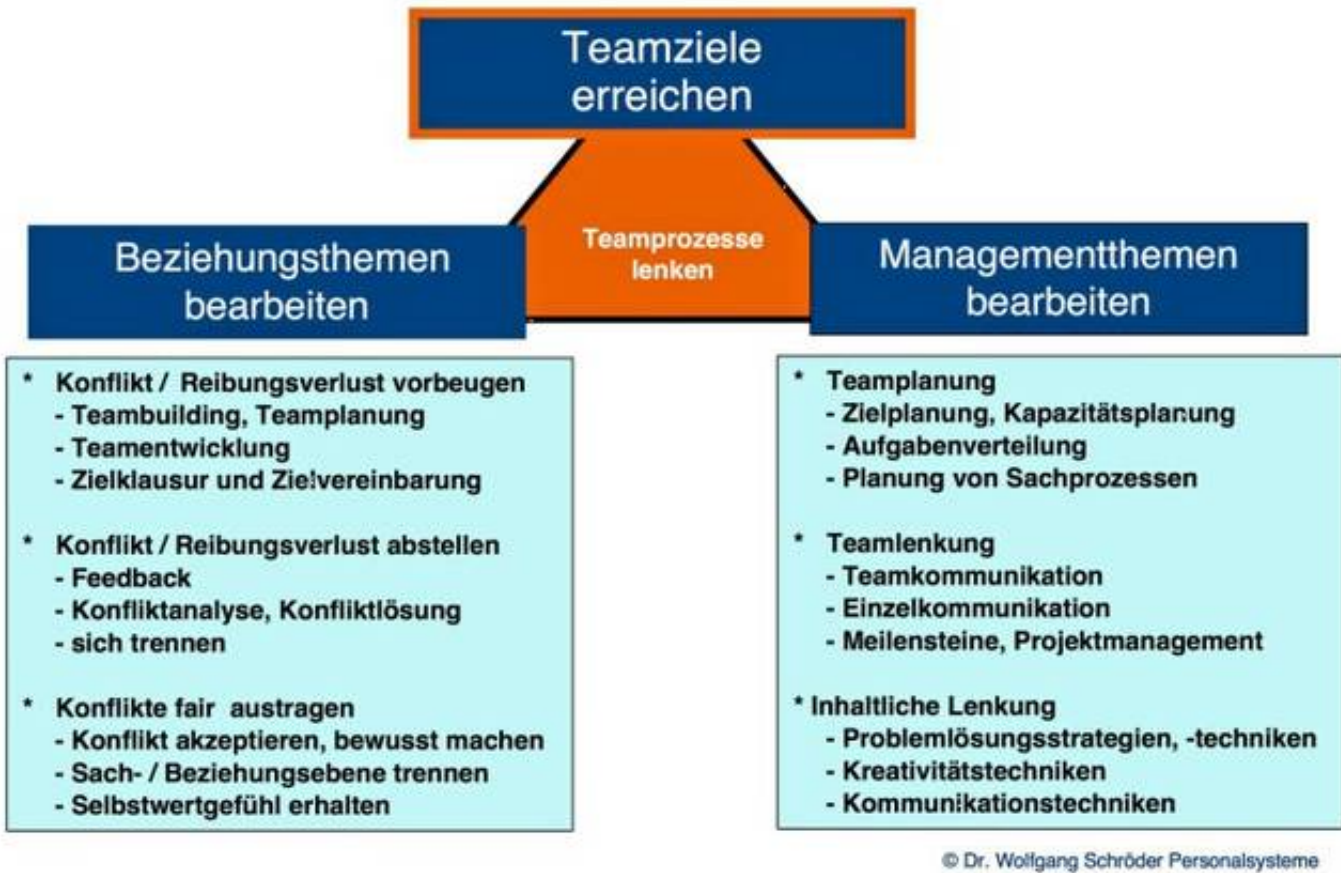 Teamziele
erreichen
Teamprozesse
lenken
Beziehungsthemen
bearbeiten
Managementthemen
bearbeiten
* Konflikt / Reibungsverlust vorbeugen
- Teambuilding, Teamplanung
- Teamentwicklung
- Zielklausur und Zielvereinbarung
* Konflikt / Reibungsverlust abstellen
- Feedback
- Konfliktanalyse, Konfliktlösung
- sich trennen
* Konflikte fair austragen
- Konflikt akzeptieren, bewusst machen
- Sach- / Beziehungsebene trennen
- Selbstwertgefühl erhalten
* Teamplanung
- Zielplanung, Kapazitätsplanung
- Aufgabenverteilung
- Planung von Sachprozessen
* Teamlenkung
- Teamkommunikation
- Einzelkommunikation
- Meilensteine, Projektmanagement
* Inhaltliche Lenkung
- Problemlösungsstrategien, -techniken
- Kreativitätstechniken
- Kommunikationstechniken
© Dr. Wolfgang Schröder Personalsysteme